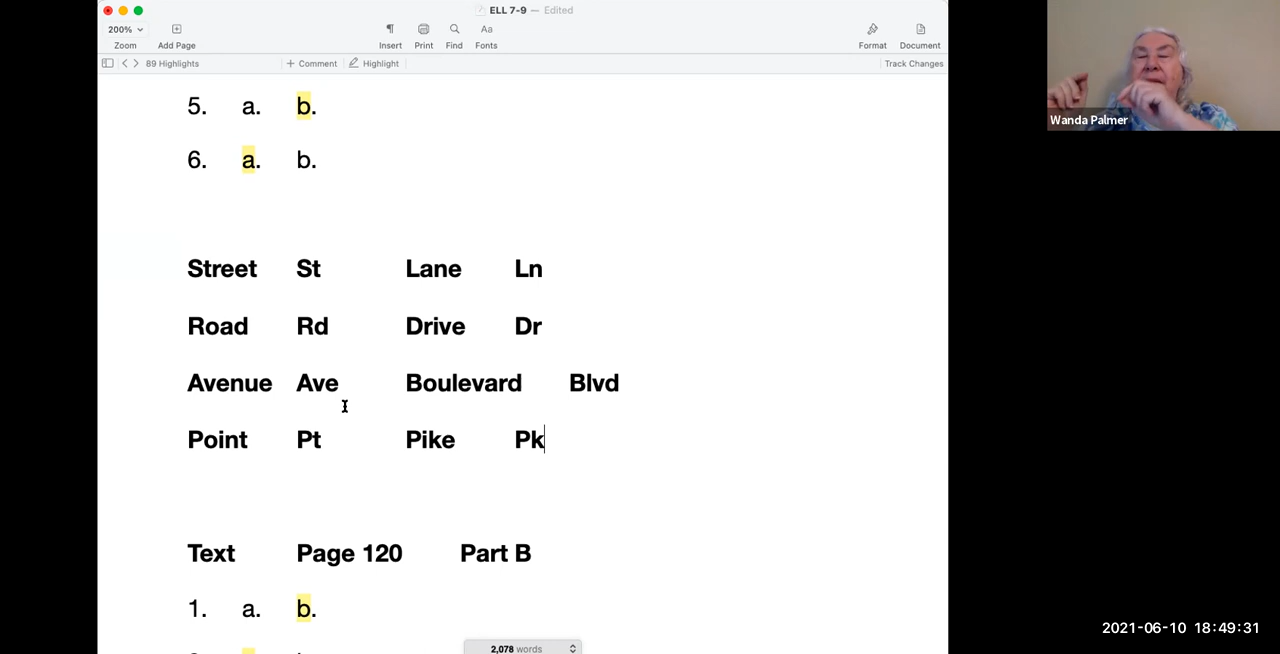 ELL 7-9 — Edited
200%
Zoom Add Page Insert Print Find Fonts Format Document
89 Highlights + Comment Highlight Track Changes
5. a. b.
6. a. b.
Street St Lane Ln
Road Rd Drive Dr
Avenue Ave Boulevard Blvd
Point Pt Pike Pk
Text Page 120 Part B
1. a. b.
2,078 words
Wanda Palmer
2021-06-10 18:49:31